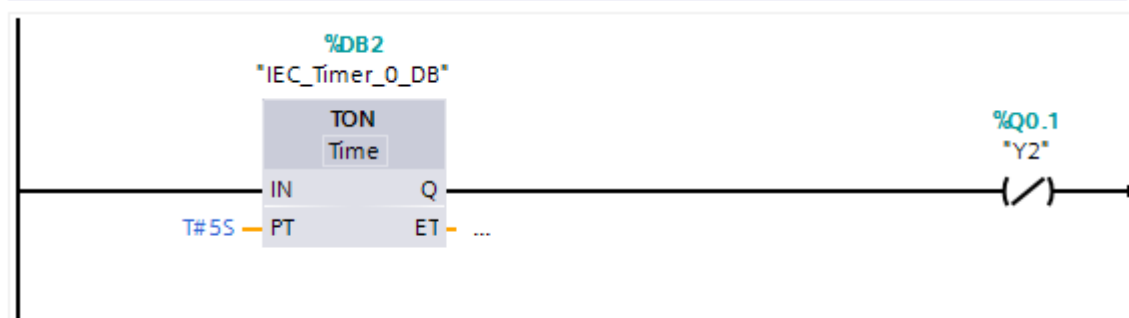 %DB2
"IEC_Timer_0_DB"
TON
Time
%Q0.1
"Y2"
IN Q
T#5S PT ET ...